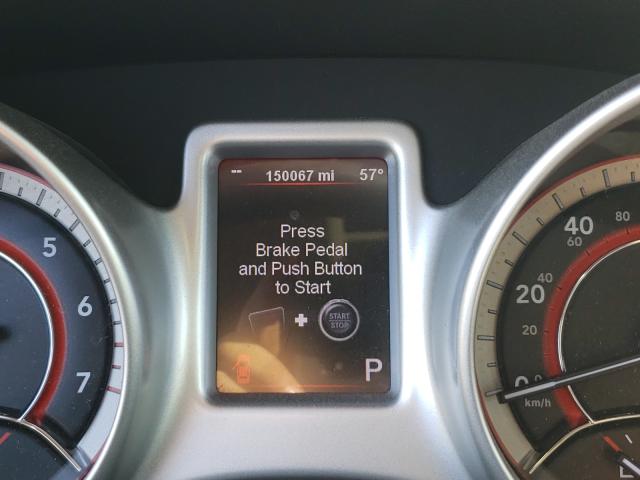 -- 150067 mi 57°
Press
Brake Pedal
and Push Button
to Start
+ START
STOP
P
5
6
7
40 80
60
20 40
20
0 0
km/h